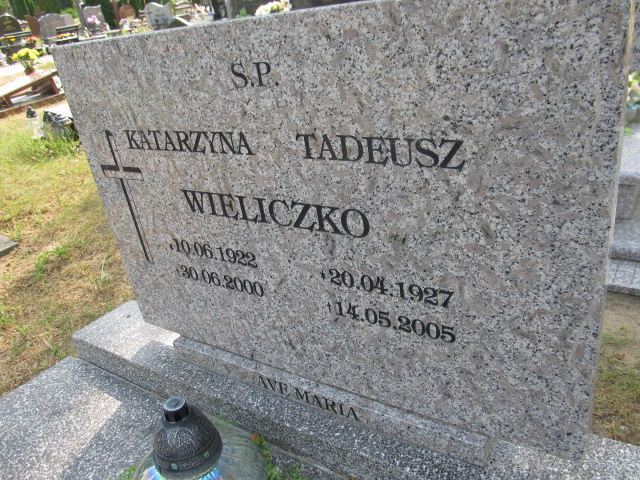 Ś.P.
KATARZYNA TADEUSZ
WIELICZKO
*10.06.1922 *20.04.1927
†30.06.2000 †14.05.2005
AVE MARIA